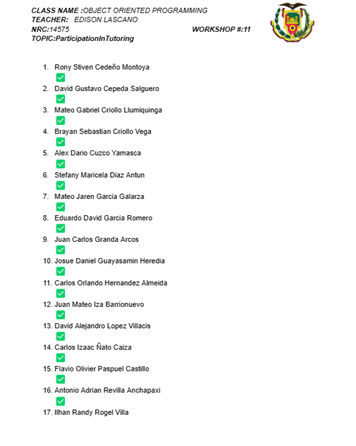 CLASS NAME :OBJECT ORIENTED PROGRAMMING
TEACHER: EDISON LASCANO
NRC:14575 WORKSHOP #:11
TOPIC:ParticipationInTutoring
1. Rony Stiven Cedeño Montoya
2. David Gustavo Cepeda Salguero
3. Mateo Gabriel Criollo Llumiquinga
4. Brayan Sebastian Criollo Vega
5. Alex Dario Cuzco Yamasca
6. Stefany Maricela Diaz Antun
7. Mateo Jaren Garcia Galarza
8. Eduardo David Garcia Romero
9. Juan Carlos Granda Arcos
10. Josue Daniel Guayasamin Heredia
11. Carlos Orlando Hernandez Almeida
12. Juan Mateo Iza Barrionuevo
13. David Alejandro Lopez Villacis
14. Carlos Izaac Ñato Caiza
15. Flavio Olivier Paspuel Castillo
16. Antonio Adrian Revilla Anchapaxi
17. Ilhan Randy Rogel Villa